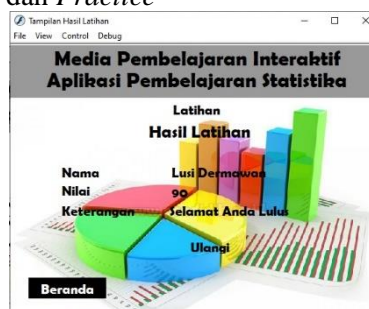 dan Practice
Tampilan Hasil Latihan
File View Control Debug
Media Pembelajaran Interaktif
Aplikasi Pembelajaran Statistika
Latihan
Hasil Latihan
Nama Lusi Dermawan
Nilai 90
Keterangan Selamat Anda Lulus
Ulangi
Beranda